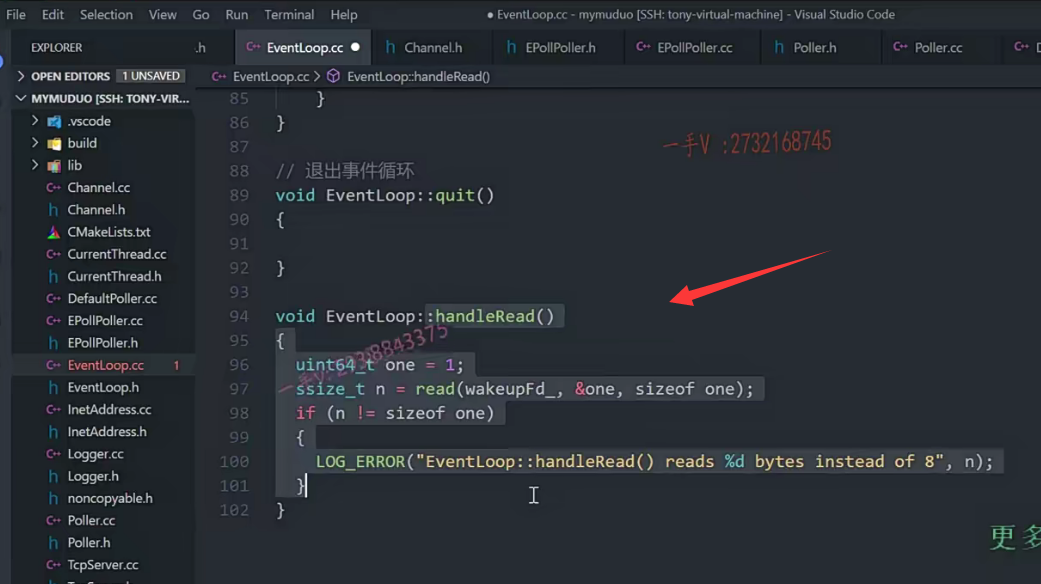 File Edit Selection View Go Run Terminal Help
● EventLoop.cc - mymuduo [SSH: tony-virtual-machine] - Visual Studio Code
EXPLORER
.h
EventLoop.cc ●
Channel.h
EPollPoller.h
EPollPoller.cc
Poller.h
Poller.cc
OPEN EDITORS 1 UNSAVED
EventLoop.cc > EventLoop::handleRead()
MYMUDUO [SSH: TONY-VIR...
.vscode
build
lib
Channel.cc
Channel.h
CMakeLists.txt
CurrentThread.cc
CurrentThread.h
DefaultPoller.cc
EPollPoller.cc
EPollPoller.h
EventLoop.cc 1
EventLoop.h
InetAddress.cc
InetAddress.h
Logger.cc
Logger.h
noncopyable.h
Poller.cc
Poller.h
TcpServer.cc
85 }
86 }
87
88 // 退出事件循环
89 void EventLoop::quit()
90 {
91
92 }
93
94 void EventLoop::handleRead()
95 {
96 uint64_t one = 1;
97 ssize_t n = read(wakeupFd_, &one, sizeof one);
98 if (n != sizeof one)
99 {
100 LOG_ERROR("EventLoop::handleRead() reads %d bytes instead of 8", n);
101 }
102 }
一手V :2732168745
更多